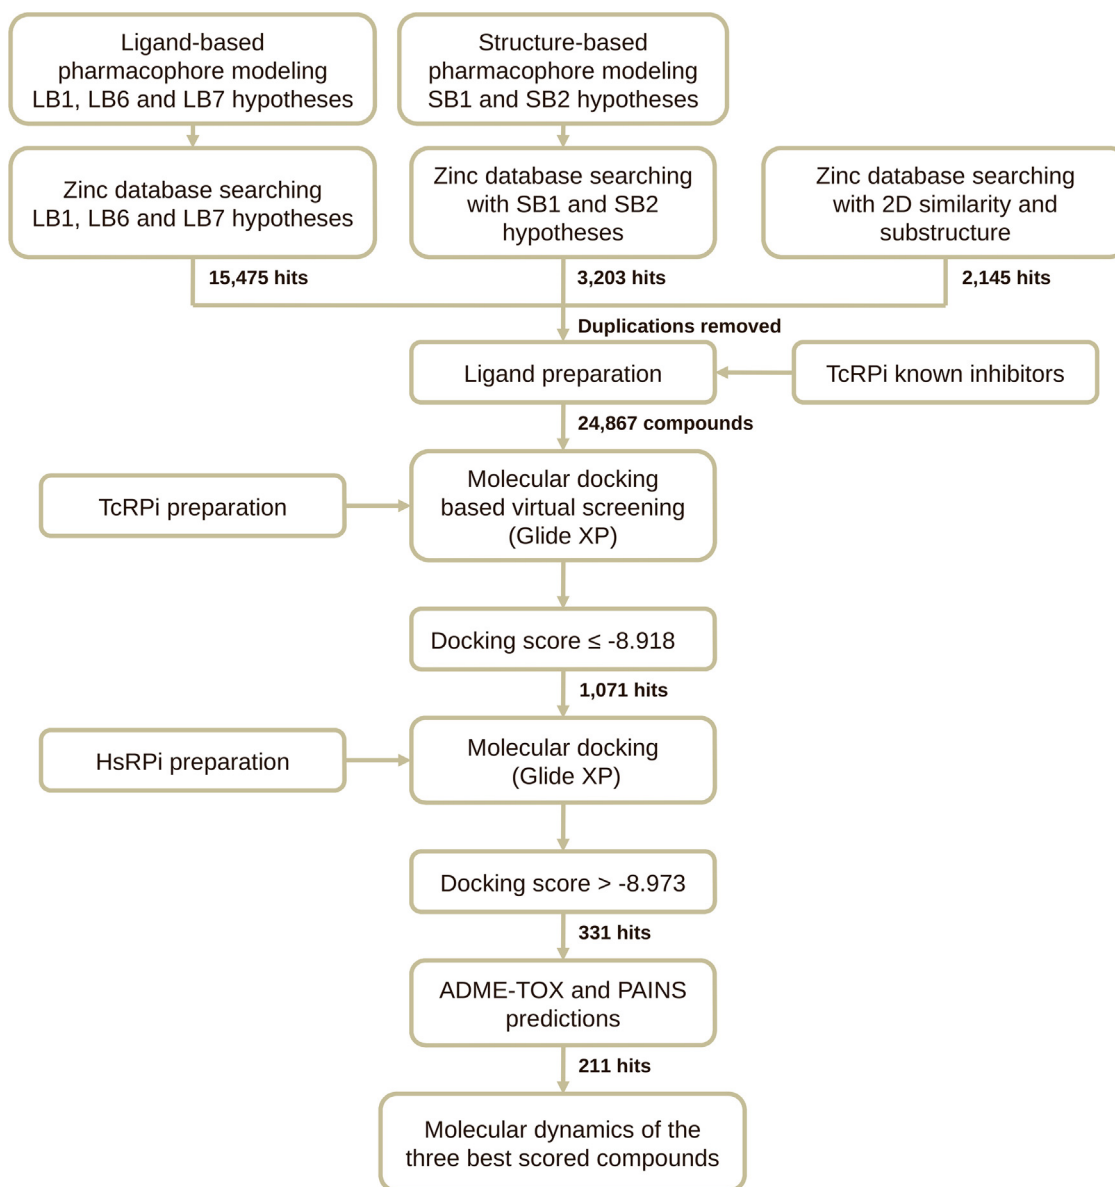 Ligand-based
pharmacophore modeling
LB1, LB6 and LB7 hypotheses
Structure-based
pharmacophore modeling
SB1 and SB2 hypotheses
Zinc database searching
LB1, LB6 and LB7 hypotheses
Zinc database searching
with SB1 and SB2
hypotheses
Zinc database searching
with 2D similarity and
substructure
15,475 hits
3,203 hits
2,145 hits
Duplications removed
Ligand preparation
TcRPi known inhibitors
24,867 compounds
TcRPi preparation
Molecular docking
based virtual screening
(Glide XP)
Docking score ≤ -8.918
1,071 hits
HsRPi preparation
Molecular docking
(Glide XP)
Docking score > -8.973
331 hits
ADME-TOX and PAINS
predictions
211 hits
Molecular dynamics of the
three best scored compounds